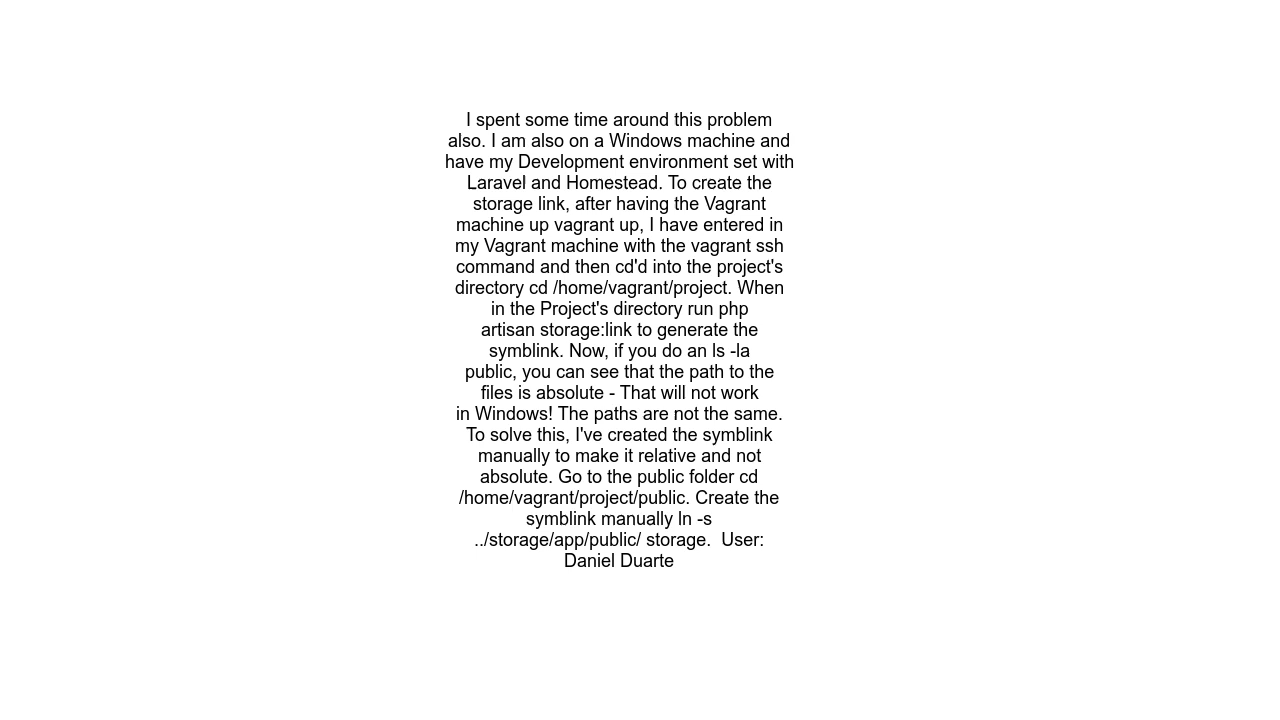 I spent some time around this problem
also. I am also on a Windows machine and
have my Development environment set with
Laravel and Homestead. To create the
storage link, after having the Vagrant
machine up vagrant up, I have entered in
my Vagrant machine with the vagrant ssh
command and then cd'd into the project's
directory cd /home/vagrant/project. When
in the Project's directory run php
artisan storage:link to generate the
symblink. Now, if you do an ls -la
public, you can see that the path to the
files is absolute - That will not work
in Windows! The paths are not the same.
To solve this, I've created the symblink
manually to make it relative and not
absolute. Go to the public folder cd
/home/vagrant/project/public. Create the
symblink manually ln -s
../storage/app/public/ storage.  User:
Daniel Duarte